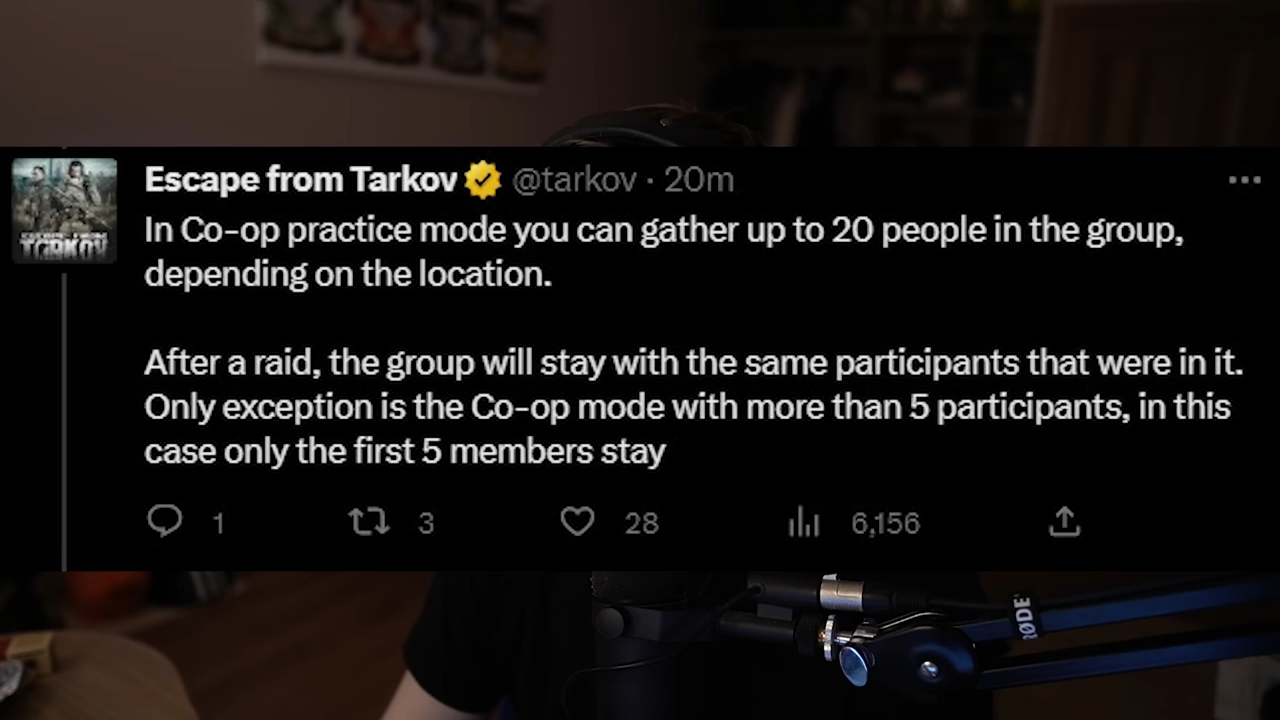 Escape from Tarkov @tarkov · 20m
In Co-op practice mode you can gather up to 20 people in the group,
depending on the location.
After a raid, the group will stay with the same participants that were in it.
Only exception is the Co-op mode with more than 5 participants, in this
case only the first 5 members stay
1 3 28 6,156
TARKOV
RØDE